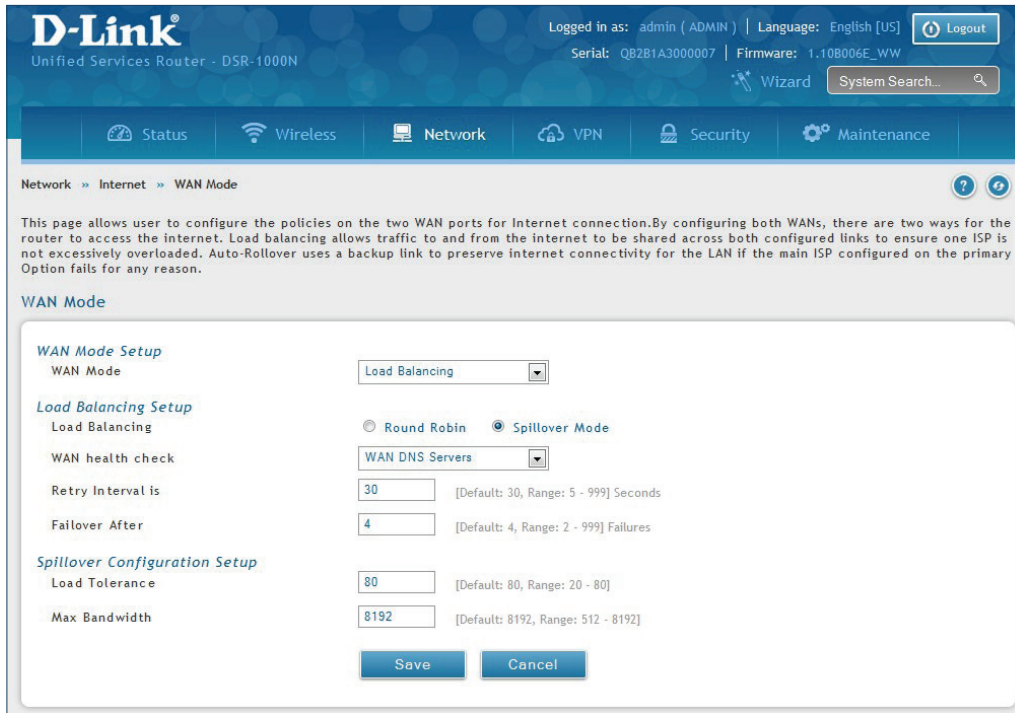 D-Link
Unified Services Router - DSR-1000N
Logged in as: admin ( ADMIN ) | Language: English [US]
Logout
Serial: QB2B1A3000007 | Firmware: 1.10B006E_WW
Wizard
System Search...
Status
Wireless
Network
VPN
Security
Maintenance
Network » Internet » WAN Mode
This page allows user to configure the policies on the two WAN ports for Internet connection.By configuring both WANs, there are two ways for the
router to access the internet. Load balancing allows traffic to and from the internet to be shared across both configured links to ensure one ISP is
not excessively overloaded. Auto-Rollover uses a backup link to preserve internet connectivity for the LAN if the main ISP configured on the primary
Option fails for any reason.
WAN Mode
WAN Mode Setup
WAN Mode Load Balancing
Load Balancing Setup
Load Balancing Round Robin Spillover Mode
WAN health check WAN DNS Servers
Retry Interval is 30 [Default: 30, Range: 5 - 999] Seconds
Failover After 4 [Default: 4, Range: 2 - 999] Failures
Spillover Configuration Setup
Load Tolerance 80 [Default: 80, Range: 20 - 80]
Max Bandwidth 8192 [Default: 8192, Range: 512 - 8192]
Save Cancel